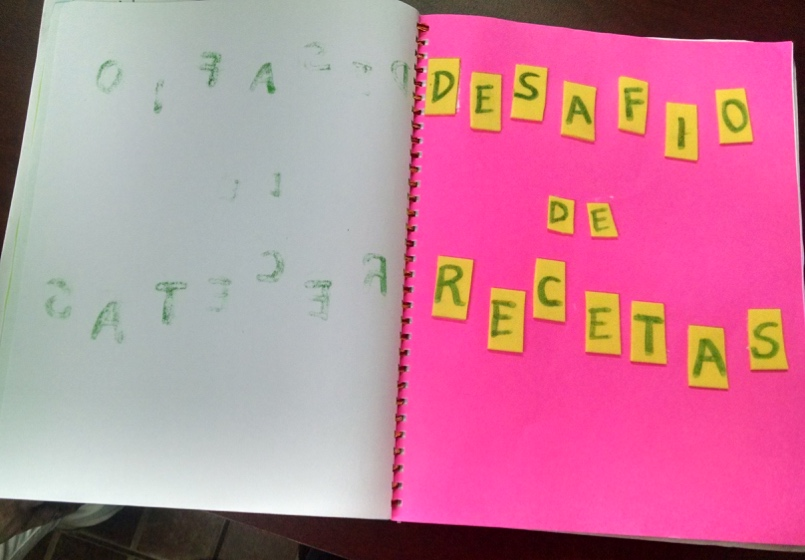 DESAFIO
DE
RECETAS